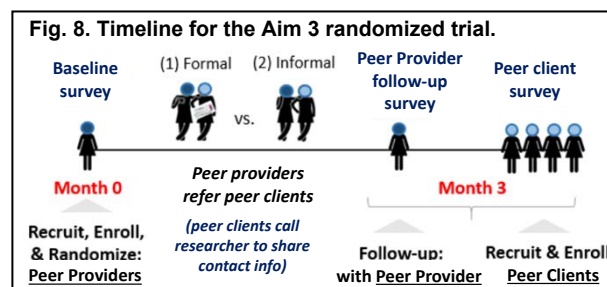 Fig. 8. Timeline for the Aim 3 randomized trial.
Baseline
survey
(1) Formal
vs.
(2) Informal
Peer Provider
follow-up
survey
Peer client
survey
Month 0
Peer providers
refer peer clients
(peer clients call
researcher to share
contact info)
Month 3
Recruit, Enroll,
& Randomize:
Peer Providers
Follow-up:
with Peer Provider
Recruit & Enroll
Peer Clients